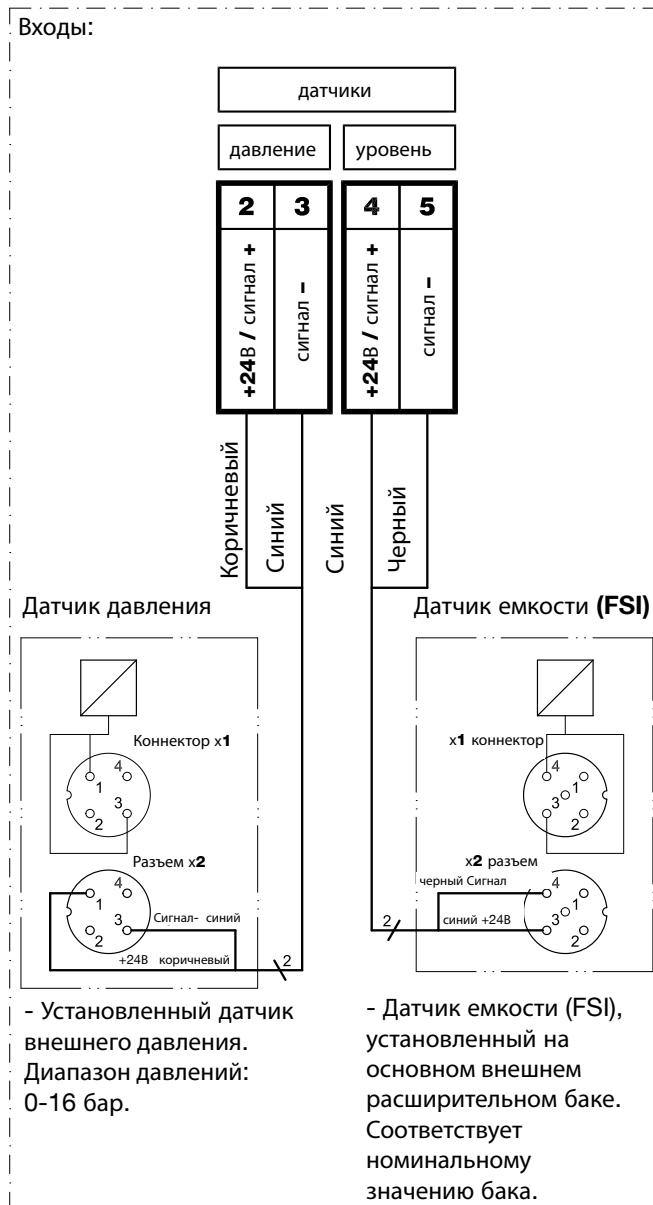 Входы:
датчики
давление
уровень
2
3
4
5
+24В / сигнал +
сигнал –
+24В / сигнал +
сигнал –
Коричневый
Синий
Синий
Черный
Датчик давления
Датчик емкости (FSI)
Коннектор x1
4
1
3
2
x1 коннектор
4
1
3
2
Разъем x2
4
1
3
2
Сигнал- синий
+24В коричневый
2
x2 разъем
черный Сигнал
синий +24В
4
1
3
2
2
- Установленный датчик
внешнего давления.
Диапазон давлений:
0-16 бар.
- Датчик емкости (FSI),
установленный на
основном внешнем
расширительном баке.
Соответствует
номинальному
значению бака.